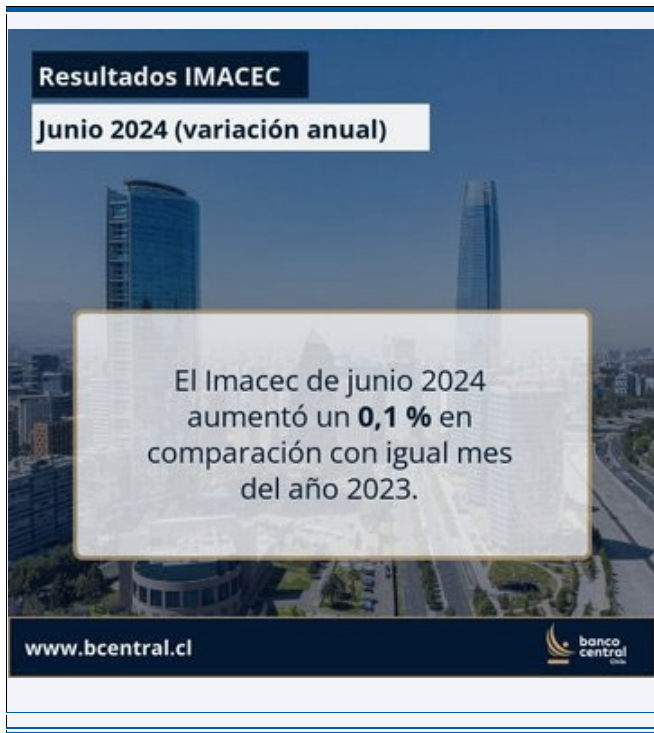 Resultados IMACEC
Junio 2024 (variación anual)
El Imacec de junio 2024
aumentó un 0,1 % en
comparación con igual mes
del año 2023.
www.bcentral.cl
banco
central
Chile